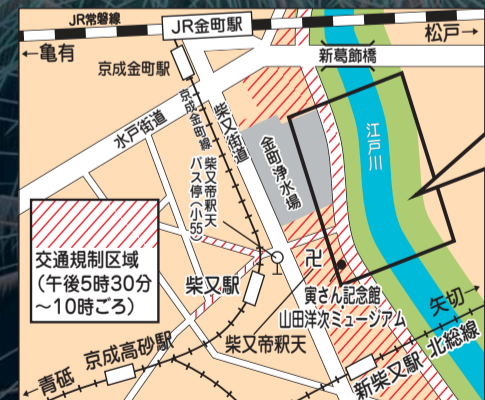 JR常磐線
JR金町駅
松戸→
←亀有
新葛飾橋
京成金町駅
京成金町線
水戸街道
柴又街道
江戸川
金町浄水場
柴又帝釈天
バス停(小55)
交通規制区域
(午後5時30分
～10時ごろ)
柴又駅
卍
寅さん記念館
山田洋次ミュージアム
矢切→
柴又帝釈天
北総線
京成高砂駅
新柴又駅
←青砥